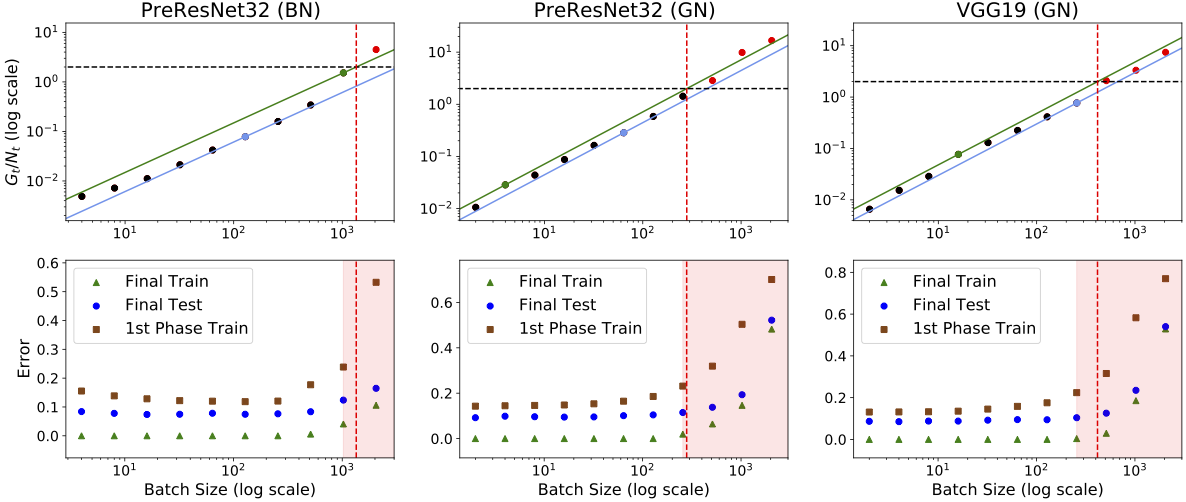 PreResNet32 (BN)
PreResNet32 (GN)
VGG19 (GN)
G_t/N_t (log scale)
10^1
10^0
10^-1
10^-2
10^1
10^2
10^3
10^1
10^0
10^-1
10^-2
10^1
10^2
10^3
10^1
10^0
10^-1
10^-2
10^1
10^2
10^3
Error
0.6
0.5
0.4
0.3
0.2
0.1
0.0
Final Train
Final Test
1st Phase Train
10^1
10^2
10^3
Batch Size (log scale)
0.6
0.4
0.2
0.0
Final Train
Final Test
1st Phase Train
10^1
10^2
10^3
Batch Size (log scale)
0.8
0.6
0.4
0.2
0.0
Final Train
Final Test
1st Phase Train
10^1
10^2
10^3
Batch Size (log scale)